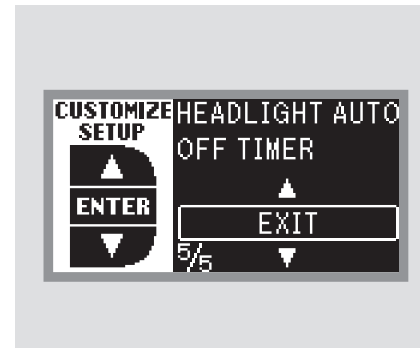 CUSTOMIZE
SETUP
ENTER
HEADLIGHT AUTO
OFF TIMER
EXIT
5/5